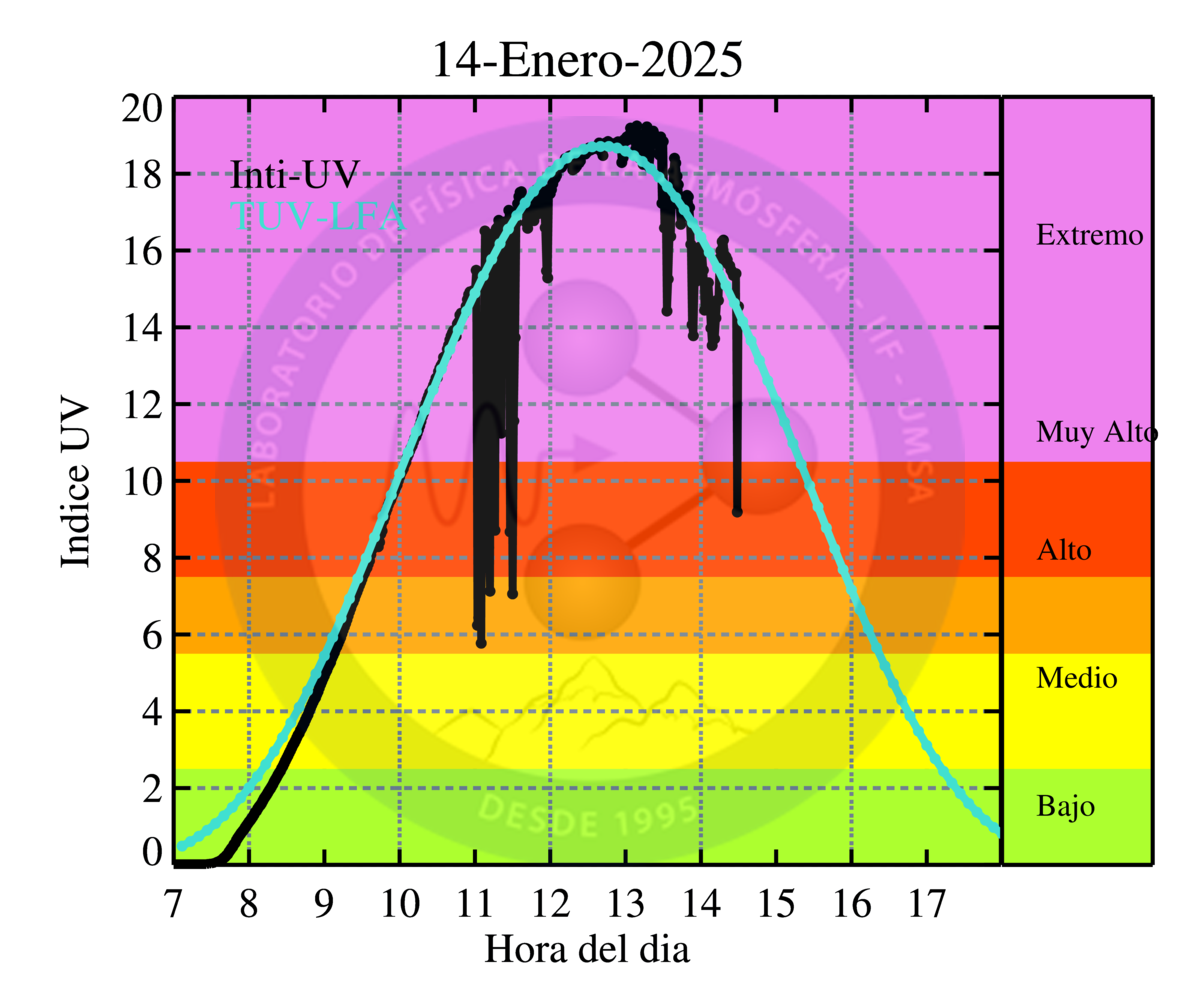 14-Enero-2025
Indice UV
20
18
16
14
12
10
8
6
4
2
0
Inti-UV
TUV-LFA
LABORATORIO DE FÍSICA DE LA ATMÓSFERA - IIF - UMSA
DESDE 1995
Extremo
Muy Alto
Alto
Medio
Bajo
7 8 9 10 11 12 13 14 15 16 17
Hora del dia